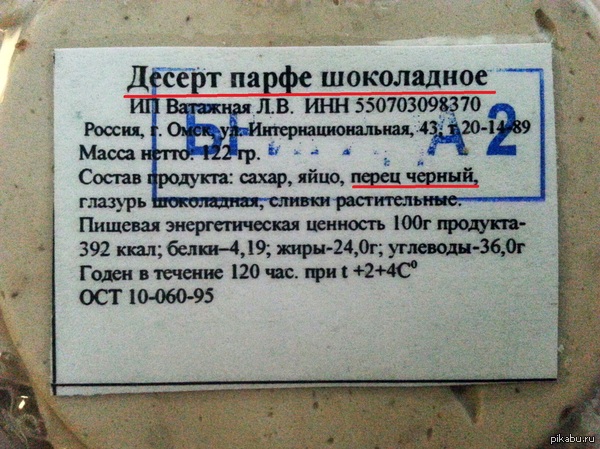 Десерт парфе шоколадное
ИП Ватажная Л.В. ИНН 550703098370
Россия, г. Омск, ул. Интернациональная, 43, т.20-14-89
Масса нетто: 122 гр.
Состав продукта: сахар, яйцо, перец черный,
глазурь шоколадная, сливки растительные.
Пищевая энергетическая ценность 100г продукта-
392 ккал; белки–4,19; жиры-24,0г; углеводы-36,0г
Годен в течение 120 час. при t +2+4С⁰
ОСТ 10-060-95
pikabu.ru